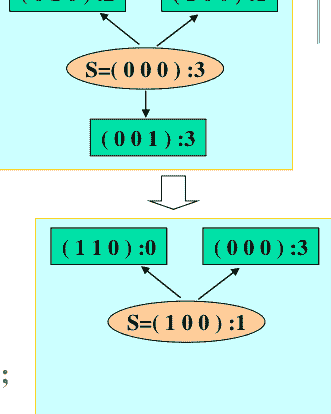 S=( 0 0 0 ) :3
( 0 0 1 ) :3
( 1 1 0 ) :0 ( 0 0 0 ) :3
S=( 1 0 0 ) :1
;